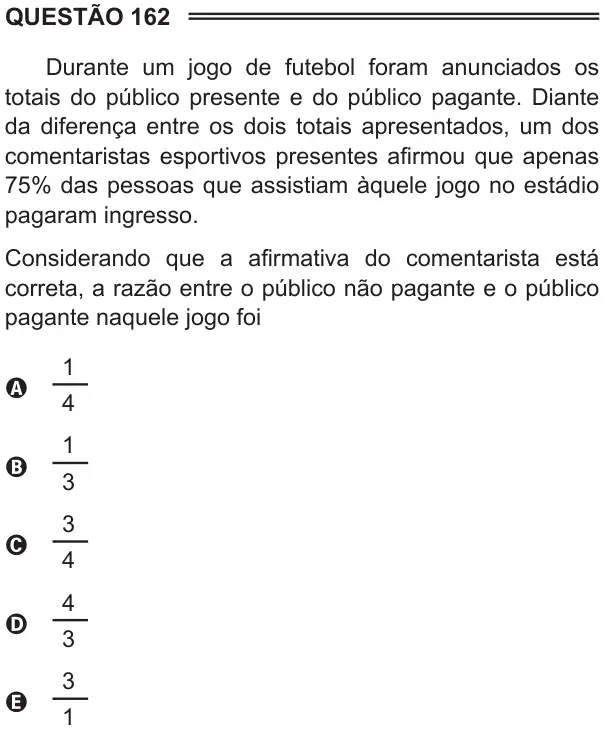 QUESTÃO 162
Durante um jogo de futebol foram anunciados os
totais do público presente e do público pagante. Diante
da diferença entre os dois totais apresentados, um dos
comentaristas esportivos presentes afirmou que apenas
75% das pessoas que assistiam àquele jogo no estádio
pagaram ingresso.
Considerando que a afirmativa do comentarista está
correta, a razão entre o público não pagante e o público
pagante naquele jogo foi
A 1/4
B 1/3
C 3/4
D 4/3
E 3/1